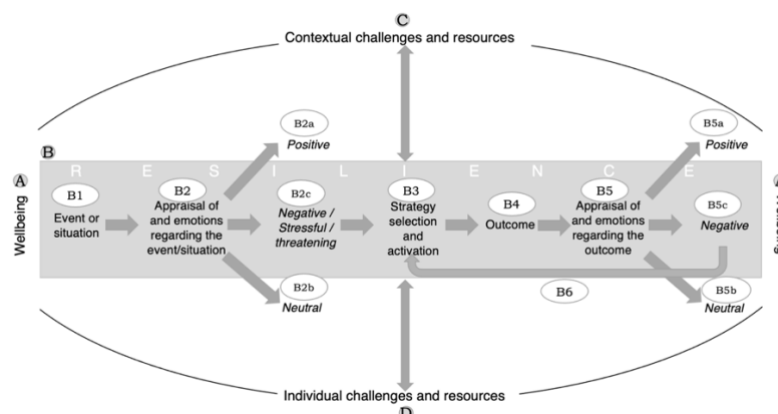 C
Contextual challenges and resources
B2a
Positive
B5a
Positive
B
R E S I L I E N C E
A
Wellbeing
B1
Event or
situation
B2
Appraisal of
and emotions
regarding the
event/situation
B2c
Negative /
Stressful /
threatening
B3
Strategy
selection
and
activation
B4
Outcome
B5
Appraisal of
and emotions
regarding the
outcome
B5c
Negative
B2b
Neutral
B6
B5b
Neutral
Individual challenges and resources
D